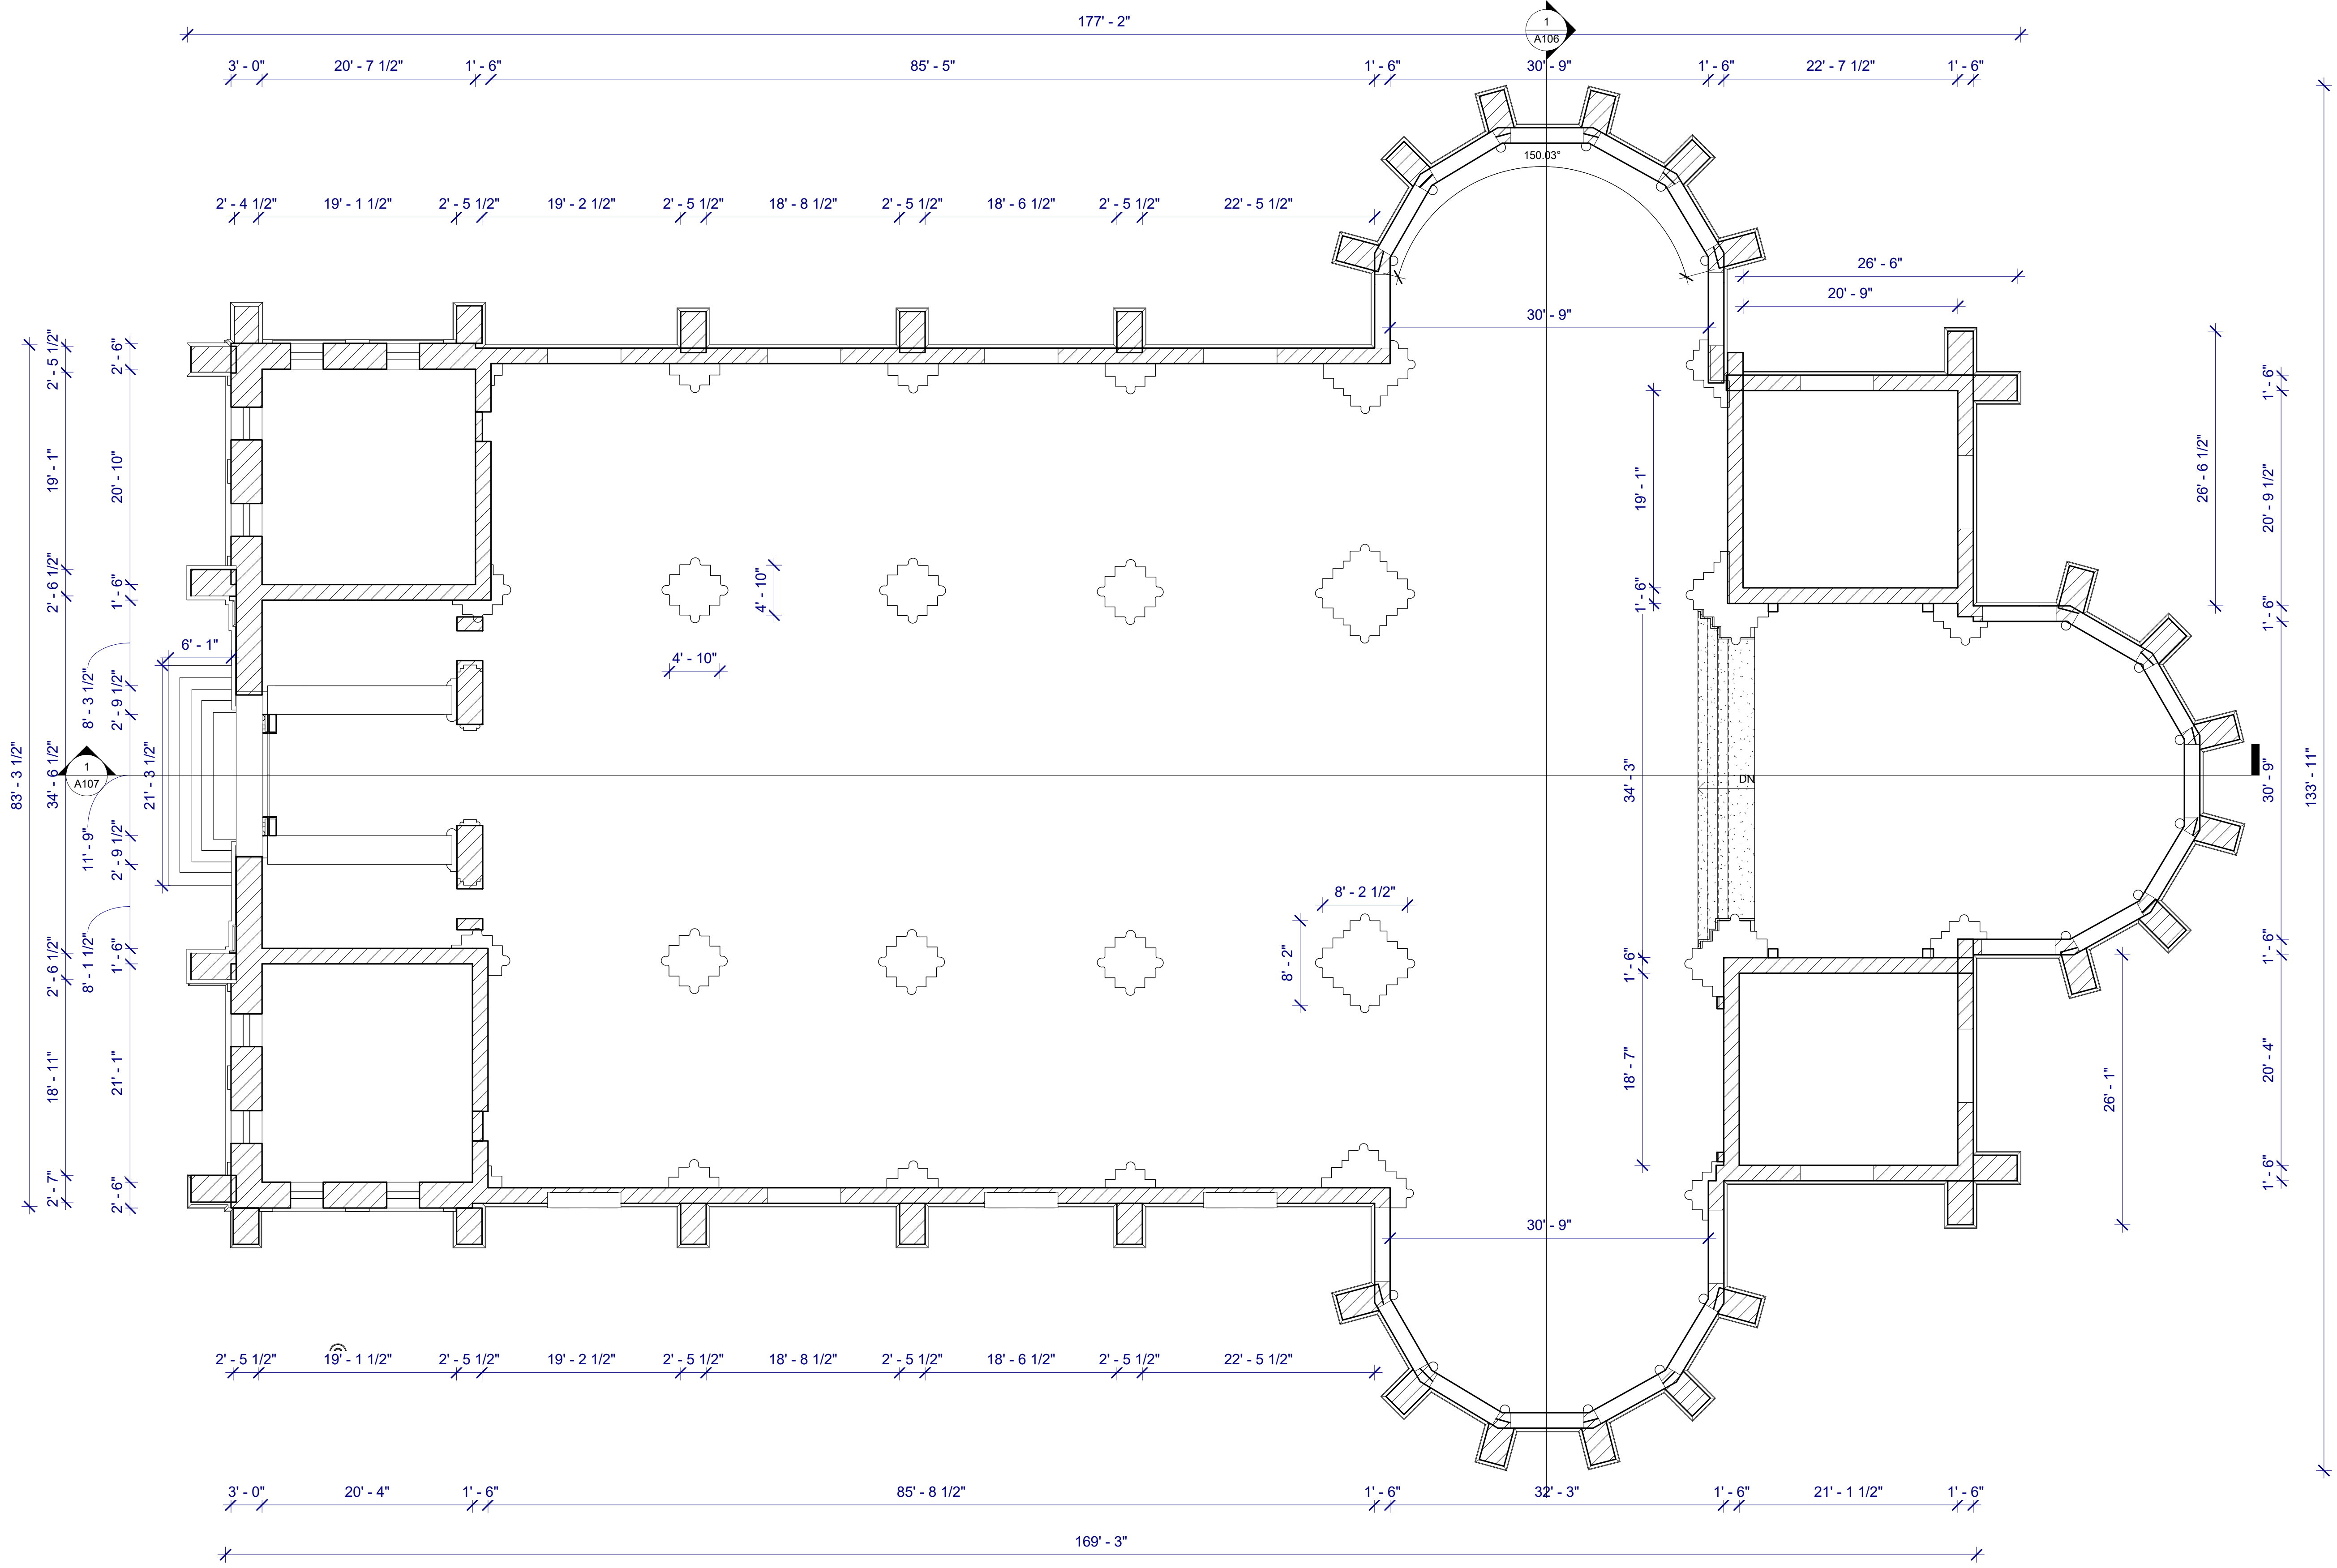 177' - 2"
1
A106
3' - 0" 20' - 7 1/2" 1' - 6" 85' - 5" 1' - 6" 30' - 9" 1' - 6" 22' - 7 1/2" 1' - 6"
150.03°
2' - 4 1/2" 19' - 1 1/2" 2' - 5 1/2" 19' - 2 1/2" 2' - 5 1/2" 18' - 8 1/2" 2' - 5 1/2" 18' - 6 1/2" 2' - 5 1/2" 22' - 5 1/2"
26' - 6"
20' - 9"
30' - 9"
83' - 3 1/2"
2' - 5 1/2"
19' - 1"
2' - 6 1/2"
34' - 6 1/2"
2' - 6 1/2"
18' - 11"
2' - 7"
2' - 6"
20' - 10"
1' - 6"
8' - 3 1/2"
2' - 9 1/2"
11' - 9"
2' - 9 1/2"
8' - 1 1/2"
1' - 6"
21' - 1"
2' - 6"
6' - 1"
21' - 3 1/2"
1
A107
4' - 10"
4' - 10"
8' - 2 1/2"
8' - 2"
19' - 1"
1' - 6"
34' - 3"
1' - 6"
18' - 7"
DN
26' - 6 1/2"
26' - 1"
1' - 6"
20' - 9 1/2"
1' - 6"
30' - 9"
1' - 6"
20' - 4"
1' - 6"
133' - 11"
30' - 9"
2' - 5 1/2" 19' - 1 1/2" 2' - 5 1/2" 19' - 2 1/2" 2' - 5 1/2" 18' - 8 1/2" 2' - 5 1/2" 18' - 6 1/2" 2' - 5 1/2" 22' - 5 1/2"
3' - 0" 20' - 4" 1' - 6" 85' - 8 1/2" 1' - 6" 32' - 3" 1' - 6" 21' - 1 1/2" 1' - 6"
169' - 3"